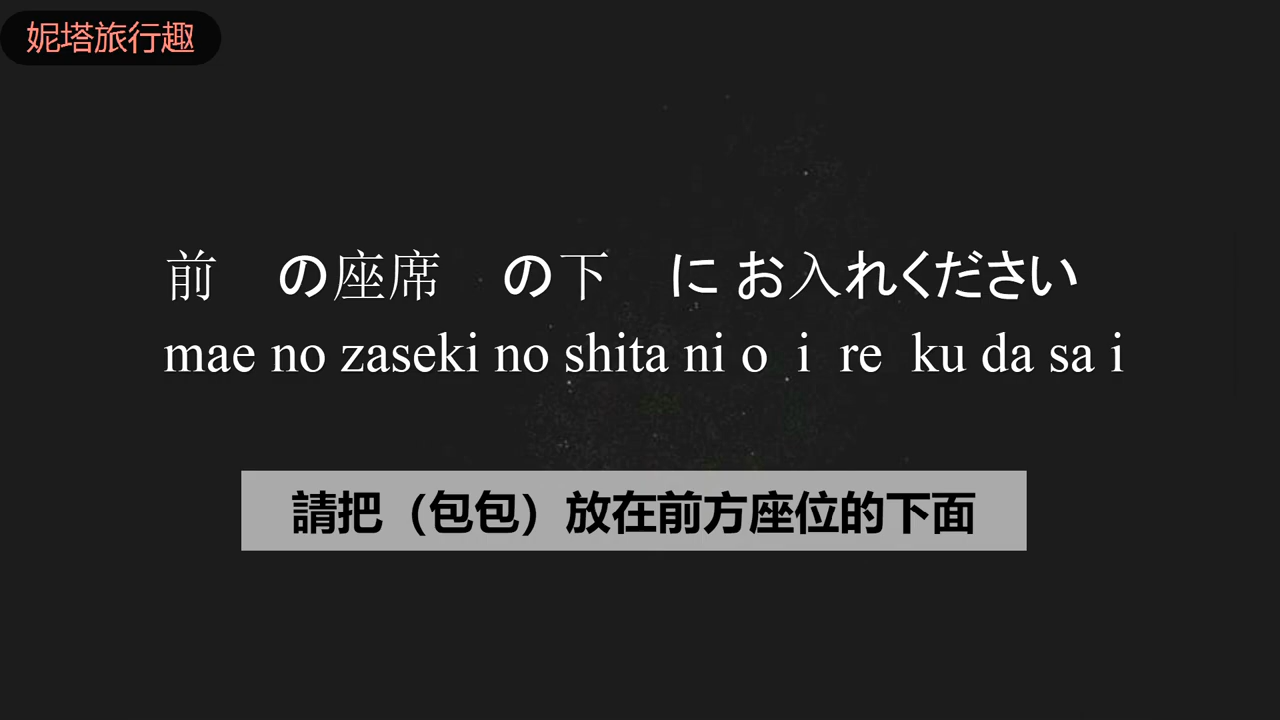 妮塔旅行趣
前 の座席 の下 に お入れください
mae no zaseki no shita ni o i re ku da sa i
請把（包包）放在前方座位的下面